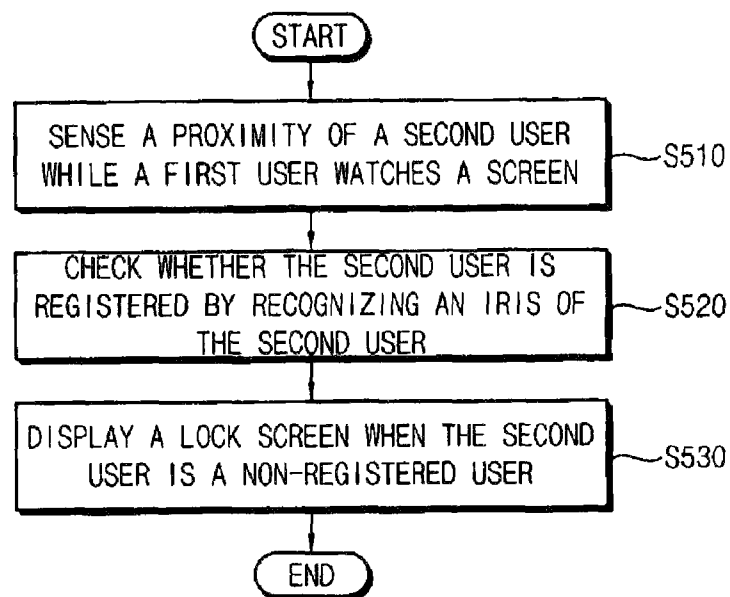 START
SENSE A PROXIMITY OF A SECOND USER
WHILE A FIRST USER WATCHES A SCREEN
S510
CHECK WHETHER THE SECOND USER IS
REGISTERED BY RECOGNIZING AN IRIS OF
THE SECOND USER
S520
DISPLAY A LOCK SCREEN WHEN THE SECOND
USER IS A NON-REGISTERED USER
S530
END